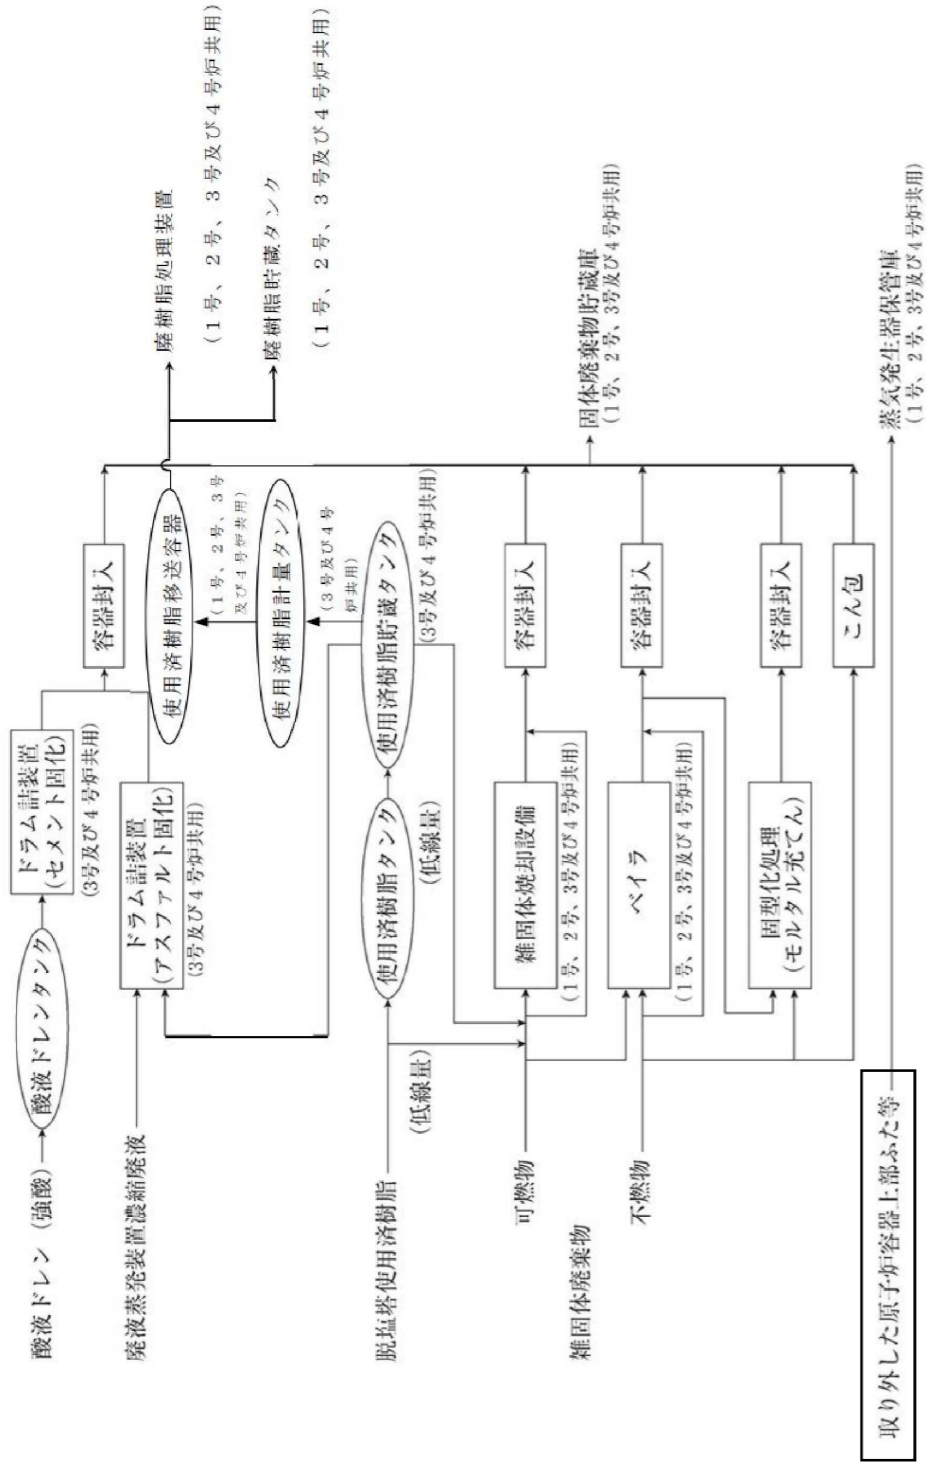 酸液ドレン（強酸）
酸液ドレンタンク
ドラム詰装置
(セメント固化)
(3号及び4号炉共用)
容器封入
廃液蒸発装置濃縮廃液
ドラム詰装置
(アスファルト固化)
(3号及び4号炉共用)
使用済樹脂移送容器
(1号、2号、3号
及び4号炉共用)
廃樹脂処理装置
(1号、2号、3号及び4号炉共用)
使用済樹脂計量タンク
(3号及び4号
炉共用)
廃樹脂貯蔵タンク
(1号、2号、3号及び4号炉共用)
脱塩塔使用済樹脂
(低線量)
使用済樹脂タンク
(低線量)
使用済樹脂貯蔵タンク
(3号及び4号炉共用)
雑固体廃棄物
可燃物
雑固体焼却設備
(1号、2号、3号及び4号炉共用)
容器封入
固体廃棄物貯蔵庫
(1号、2号、3号及び4号炉共用)
不燃物
ベイラ
(1号、2号、3号及び4号炉共用)
容器封入
固型化処理
(モルタル充てん)
容器封入
こん包
取り外した原子炉容器上部ふた等
蒸気発生器保管庫
(1号、2号、3号及び4号炉共用)